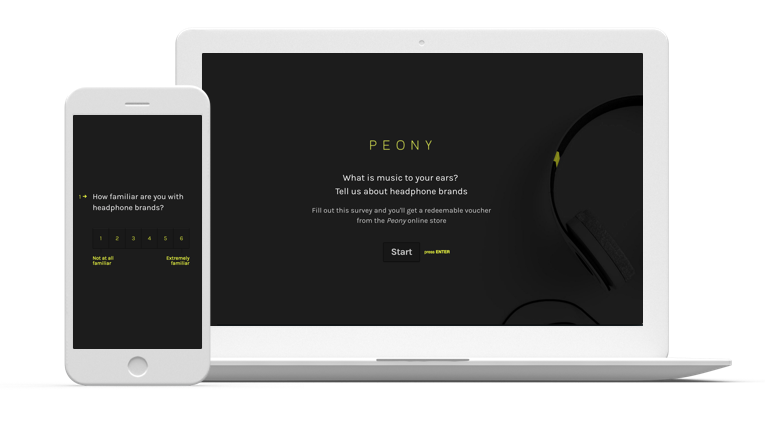 PEONY
What is music to your ears?
Tell us about headphone brands
Fill out this survey and you'll get a redeemable voucher
from the Peony online store
Start press ENTER
1 → How familiar are you with
headphone brands?
1 2 3 4 5 6
Not at all Extremely
familiar familiar